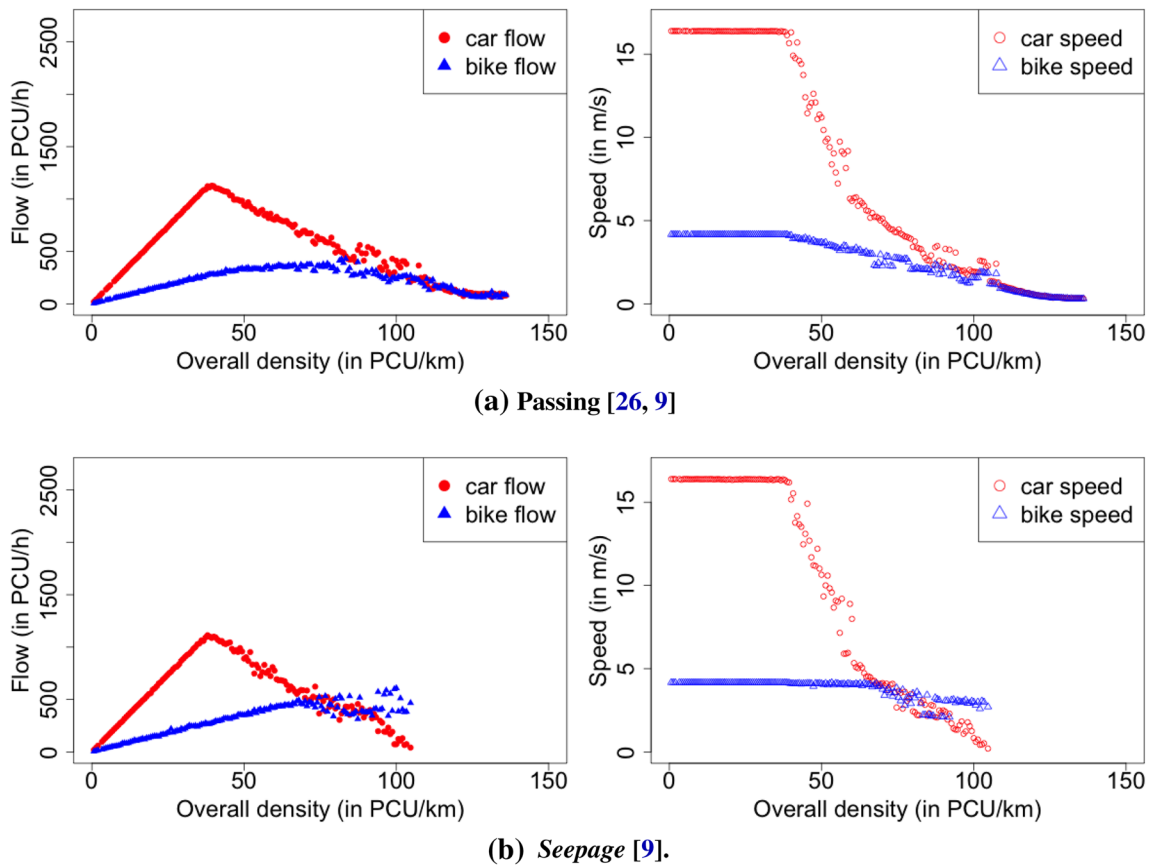 car flow
bike flow
Flow (in PCU/h)
0 500 1500 2500
0 50 100 150
Overall density (in PCU/km)
car speed
bike speed
Speed (in m/s)
0 5 10 15
0 50 100 150
Overall density (in PCU/km)
(a) Passing [26, 9]
car flow
bike flow
Flow (in PCU/h)
0 500 1500 2500
0 50 100 150
Overall density (in PCU/km)
car speed
bike speed
Speed (in m/s)
0 5 10 15
0 50 100 150
Overall density (in PCU/km)
(b) Seepage [9].